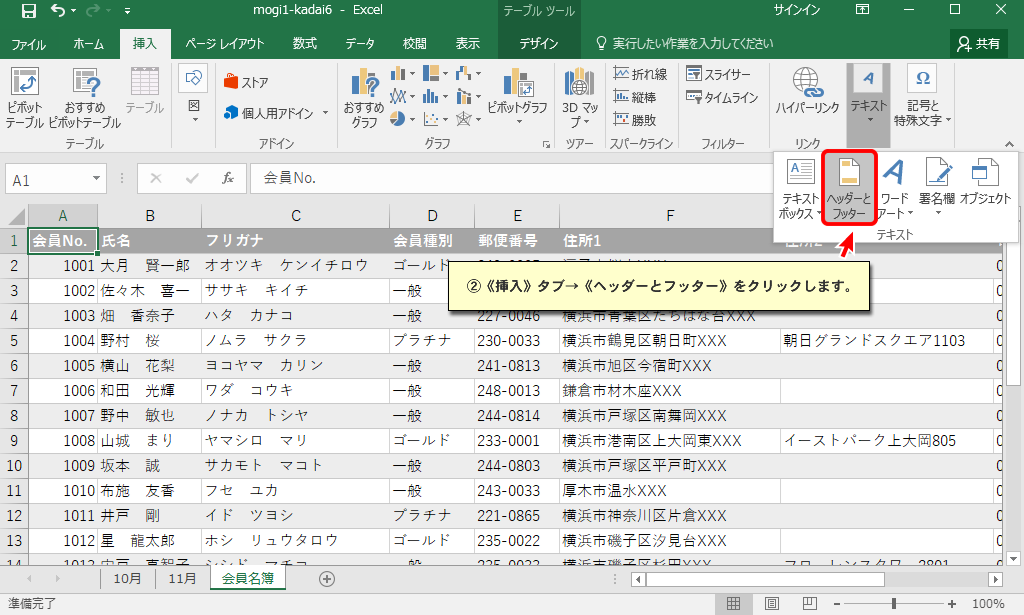 mogi1-kadai6 - Excel
テーブル ツール
サインイン
ファイル
ホーム
挿入
ページ レイアウト
数式
データ
校閲
表示
デザイン
実行したい作業を入力してください
共有
ピボット
テーブル
おすすめ
ピボットテーブル
テーブル
テーブル
図
ストア
個人用アドイン
アドイン
おすすめ
グラフ
ピボットグラフ
グラフ
3D マッ
プ
ツアー
折れ線
縦棒
勝敗
スパークライン
スライサー
タイムライン
フィルター
ハイパーリンク
リンク
テキスト
記号と
特殊文字
テキスト
ボックス
ヘッダーと
フッター
ワード
アート
署名欄
オブジェクト
テキスト
A1
fx
会員No.
A B C D E F
1 会員No. 氏名 フリガナ 会員種別 郵便番号 住所1
2 1001 大月 賢一郎 オオツキ ケンイチロウ ゴールド
②《挿入》タブ→《ヘッダーとフッター》をクリックします。
3 1002 佐々木 喜一 ササキ キイチ 一般
4 1003 畑 香奈子 ハタ カナコ 一般 227-0046 横浜市青葉区たちばな台XXX
5 1004 野村 桜 ノムラ サクラ プラチナ 230-0033 横浜市鶴見区朝日町XXX 朝日グランドスクエア1103
6 1005 横山 花梨 ヨコヤマ カリン 一般 241-0813 横浜市旭区今宿町XXX
7 1006 和田 光輝 ワダ コウキ 一般 248-0013 鎌倉市材木座XXX
8 1007 野中 敏也 ノナカ トシヤ 一般 244-0814 横浜市戸塚区南舞岡XXX
9 1008 山城 まり ヤマシロ マリ ゴールド 233-0001 横浜市港南区上大岡東XXX イーストパーク上大岡805
10 1009 坂本 誠 サカモト マコト 一般 244-0803 横浜市戸塚区平戸町XXX
11 1010 布施 友香 フセ ユカ 一般 243-0033 厚木市温水XXX
12 1011 井戸 剛 イド ツヨシ プラチナ 221-0865 横浜市神奈川区片倉XXX
13 1012 星 龍太郎 ホシ リュウタロウ ゴールド 235-0022 横浜市磯子区汐見台XXX
10月
11月
会員名簿
準備完了
100%